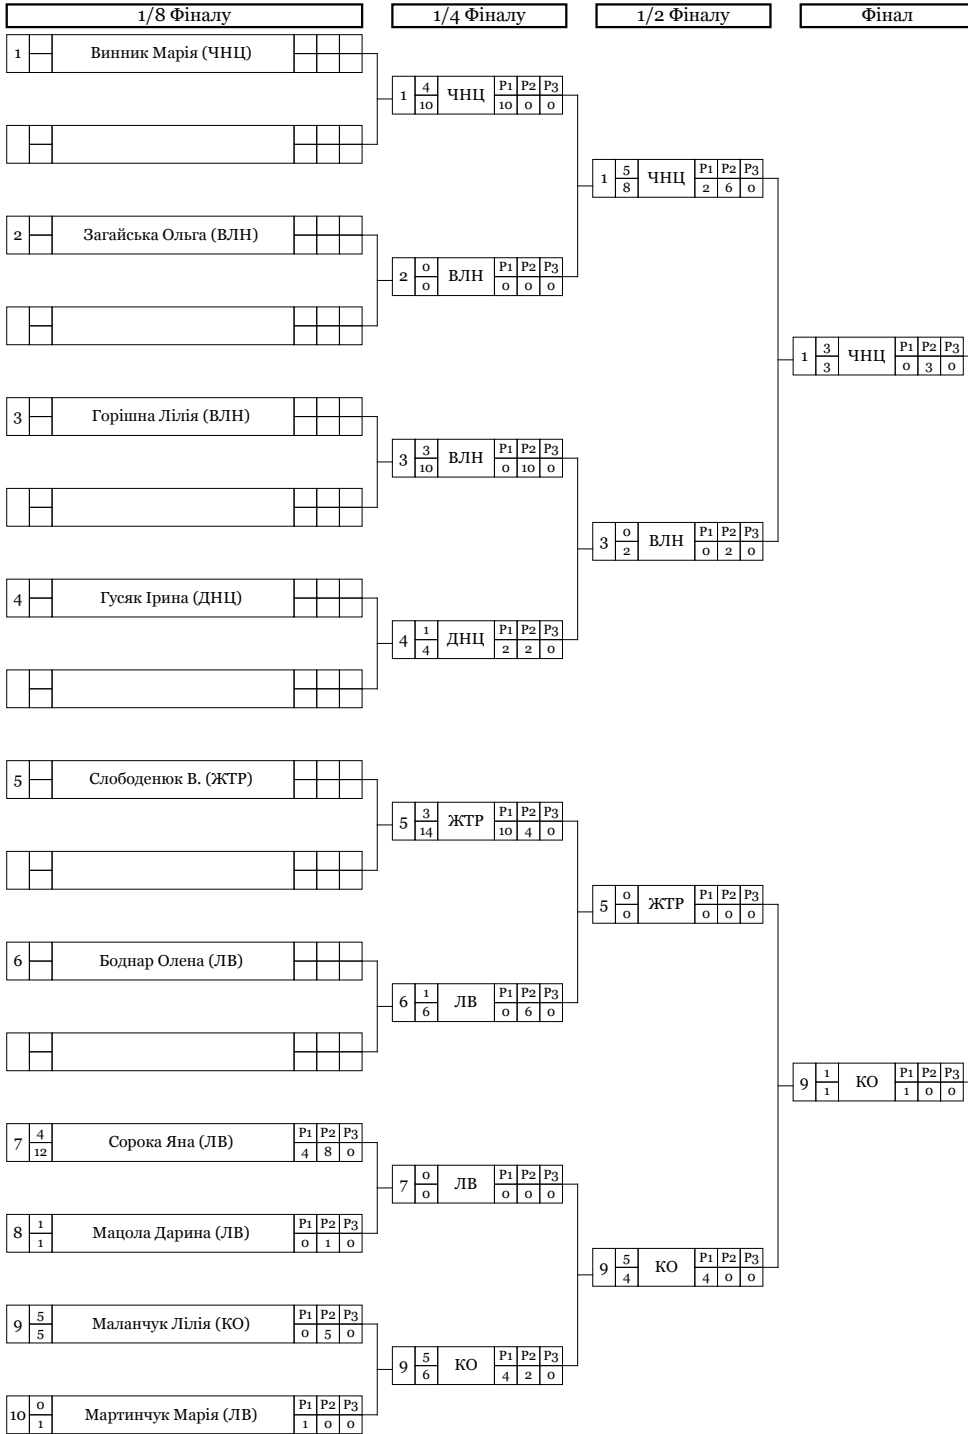 1/8 Фіналу 1/4 Фіналу 1/2 Фіналу Фінал
1 Винник Марія (ЧНЦ)
1 4 10 ЧНЦ P1 P2 P3 10 0 0
1 5 8 ЧНЦ P1 P2 P3 2 6 0
2 Загайська Ольга (ВЛН)
2 0 0 ВЛН P1 P2 P3 0 0 0
1 3 3 ЧНЦ P1 P2 P3 0 3 0
3 Горішна Лілія (ВЛН)
3 3 10 ВЛН P1 P2 P3 0 10 0
3 0 2 ВЛН P1 P2 P3 0 2 0
4 Гусяк Ірина (ДНЦ)
4 1 4 ДНЦ P1 P2 P3 2 2 0
5 Слободенюк В. (ЖТР)
5 3 14 ЖТР P1 P2 P3 10 4 0
5 0 0 ЖТР P1 P2 P3 0 0 0
6 Боднар Олена (ЛВ)
6 1 6 ЛВ P1 P2 P3 0 6 0
9 1 1 КО P1 P2 P3 1 0 0
7 4 12 Сорока Яна (ЛВ) P1 P2 P3 4 8 0
7 0 0 ЛВ P1 P2 P3 0 0 0
8 1 1 Мацола Дарина (ЛВ) P1 P2 P3 0 1 0
9 5 4 КО P1 P2 P3 4 0 0
9 5 5 Маланчук Лілія (КО) P1 P2 P3 0 5 0
9 5 6 КО P1 P2 P3 4 2 0
10 0 1 Мартинчук Марія (ЛВ) P1 P2 P3 1 0 0